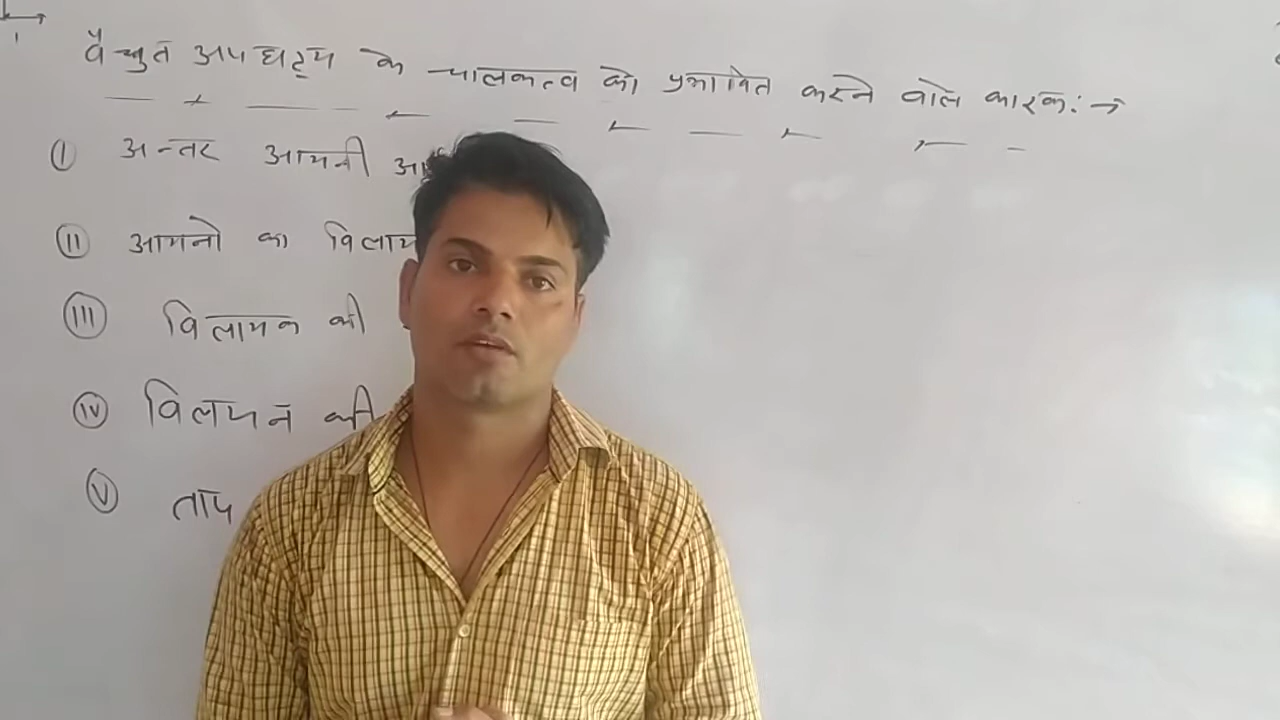 वैद्युत अपघट्य के चालकत्व को प्रभावित करने वाले कारक: →
(I) अन्तर आयनी
(II) आयनो का
(III) विलायक की
(IV) विलयन की
(V) ताप